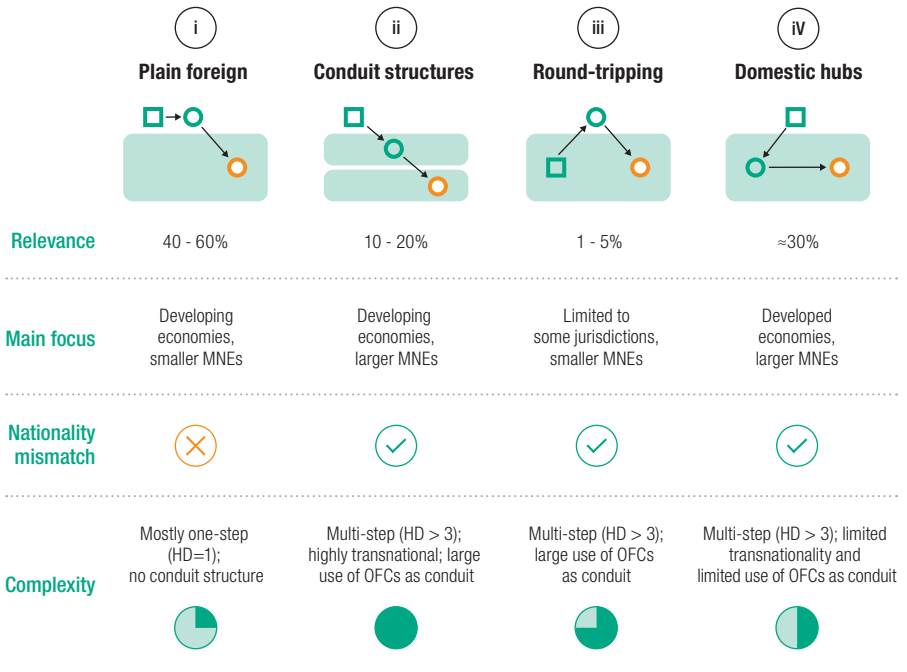 i
ii
iii
iV
Plain foreign
Conduit structures
Round-tripping
Domestic hubs
Relevance
40 - 60%
10 - 20%
1 - 5%
≈30%
Main focus
Developing
economies,
smaller MNEs
Developing
economies,
larger MNEs
Limited to
some jurisdictions,
smaller MNEs
Developed
economies,
larger MNEs
Nationality
mismatch
Complexity
Mostly one-step
(HD=1);
no conduit structure
Multi-step (HD > 3);
highly transnational; large
use of OFCs as conduit
Multi-step (HD > 3);
large use of OFCs
as conduit
Multi-step (HD > 3); limited
transnationality and
limited use of OFCs as conduit